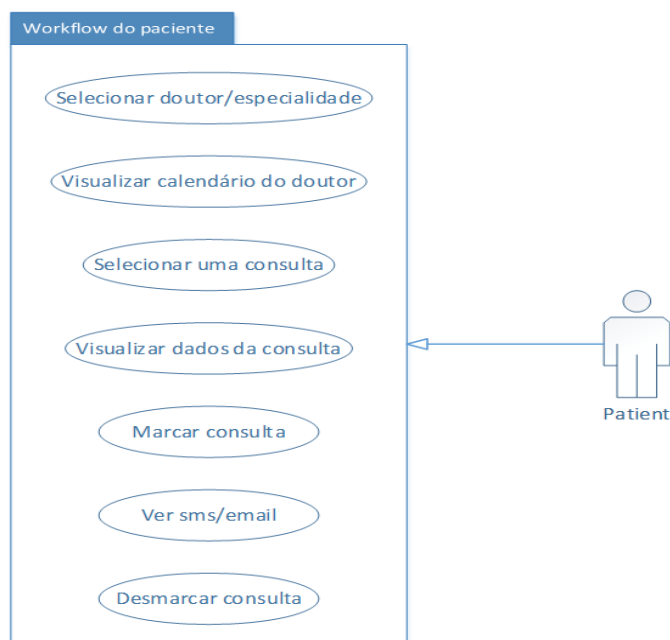 Workflow do paciente
Selecionar doutor/especialidade
Visualizar calendário do doutor
Selecionar uma consulta
Visualizar dados da consulta
Marcar consulta
Ver sms/email
Desmarcar consulta
Patient